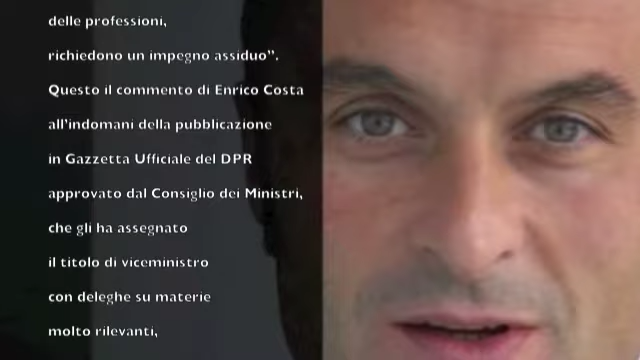 delle professioni,
richiedono un impegno assiduo”.
Questo il commento di Enrico Costa
all’indomani della pubblicazione
in Gazzetta Ufficiale del DPR
approvato dal Consiglio dei Ministri,
che gli ha assegnato
il titolo di viceministro
con deleghe su materie
molto rilevanti,